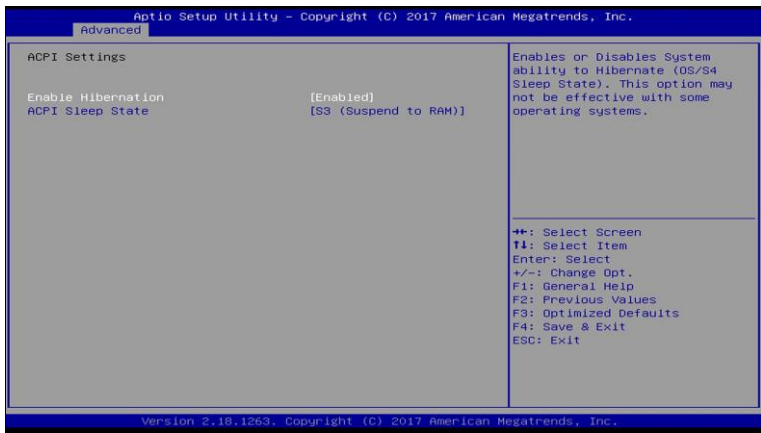 Aptio Setup Utility – Copyright (C) 2017 American Megatrends, Inc.
Advanced
ACPI Settings
Enable Hibernation [Enabled]
ACPI Sleep State [S3 (Suspend to RAM)]
Enables or Disables System
ability to Hibernate (OS/S4
Sleep State). This option may
not be effective with some
operating systems.
→←: Select Screen
↑↓: Select Item
Enter: Select
+/-: Change Opt.
F1: General Help
F2: Previous Values
F3: Optimized Defaults
F4: Save & Exit
ESC: Exit
Version 2.18.1263. Copyright (C) 2017 American Megatrends, Inc.